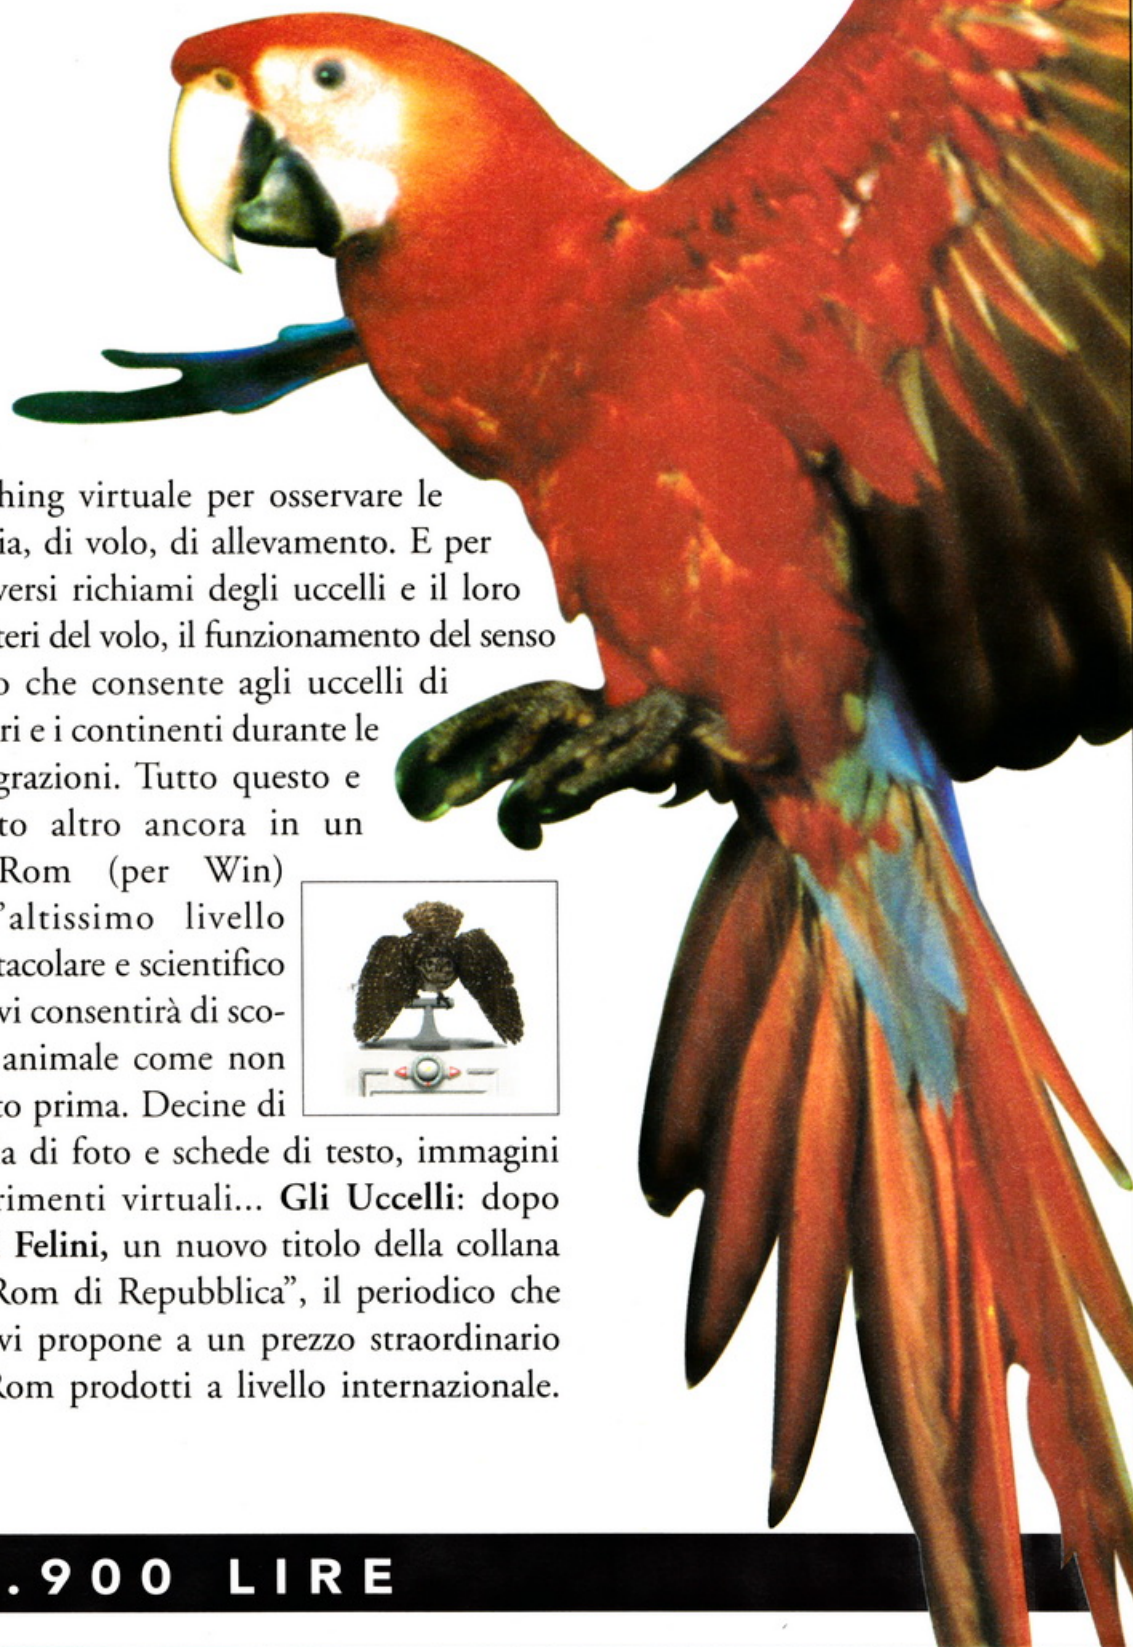 hing virtuale per osservare le
ia, di volo, di allevamento. E per
versi richiami degli uccelli e il loro
teri del volo, il funzionamento del senso
o che consente agli uccelli di
ri e i continenti durante le
grazioni. Tutto questo e
to altro ancora in un
Rom (per Win)
'altissimo livello
tacolare e scientifico
vi consentirà di sco-
animale come non
to prima. Decine di
a di foto e schede di testo, immagini
rimenti virtuali... Gli Uccelli: dopo
Felini, un nuovo titolo della collana
Rom di Repubblica”, il periodico che
vi propone a un prezzo straordinario
Rom prodotti a livello internazionale.
.900 LIRE